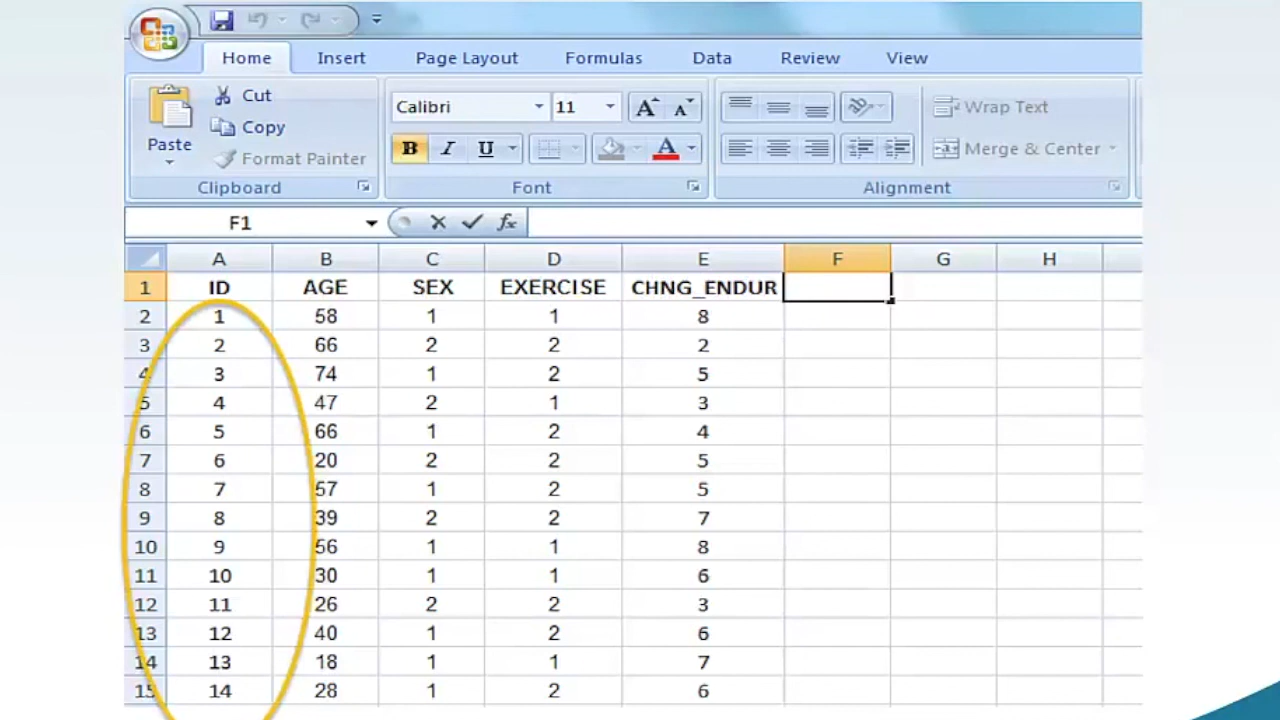 Home Insert Page Layout Formulas Data Review View
Cut
Calibri 11 A A Wrap Text
Copy
Paste
B I U A Merge & Center
Format Painter
Clipboard Font Alignment
F1 fx
A B C D E F G H
1 ID AGE SEX EXERCISE CHNG_ENDUR
2 1 58 1 1 8
3 2 66 2 2 2
4 3 74 1 2 5
5 4 47 2 1 3
6 5 66 1 2 4
7 6 20 2 2 5
8 7 57 1 2 5
9 8 39 2 2 7
10 9 56 1 1 8
11 10 30 1 1 6
12 11 26 2 2 3
13 12 40 1 2 6
14 13 18 1 1 7
15 14 28 1 2 6